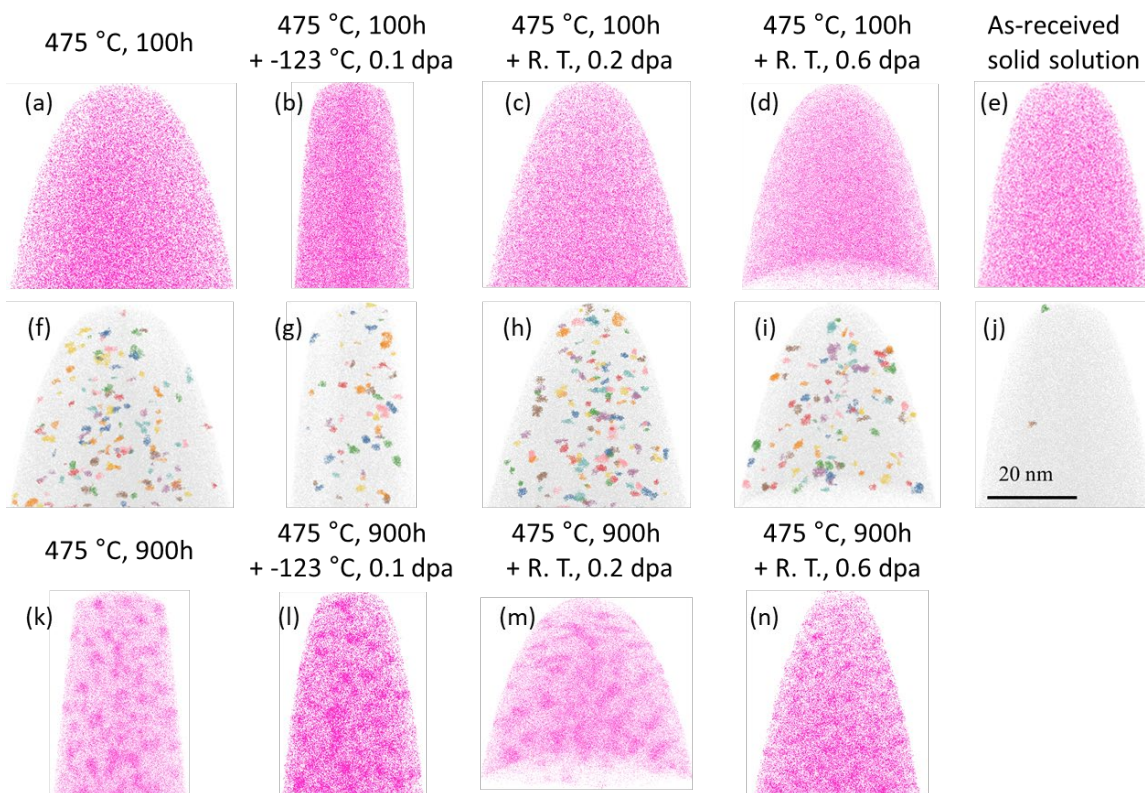 475 °C, 100h
475 °C, 100h
+ -123 °C, 0.1 dpa
475 °C, 100h
+ R. T., 0.2 dpa
475 °C, 100h
+ R. T., 0.6 dpa
As-received
solid solution
(a)
(b)
(c)
(d)
(e)
(f)
(g)
(h)
(i)
(j)
20 nm
475 °C, 900h
475 °C, 900h
+ -123 °C, 0.1 dpa
475 °C, 900h
+ R. T., 0.2 dpa
475 °C, 900h
+ R. T., 0.6 dpa
(k)
(l)
(m)
(n)